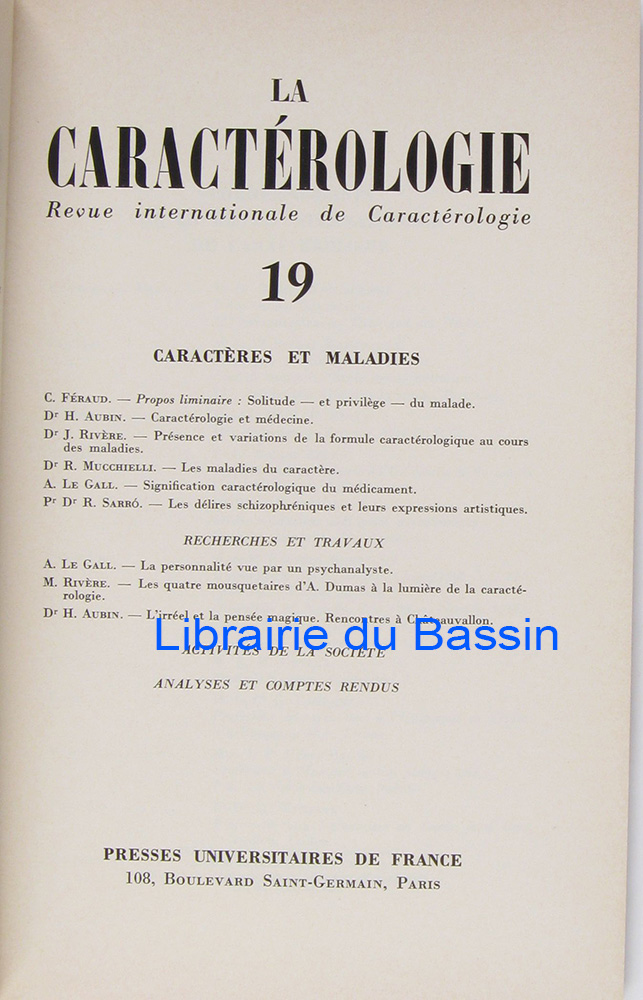 LA
CARACTÉROLOGIE
Revue internationale de Caractérologie
19
CARACTÈRES ET MALADIES
C. FÉRAUD. — Propos liminaire : Solitude — et privilège — du malade.
Dr H. AUBIN. — Caractérologie et médecine.
Dr J. RIVÈRE. — Présence et variations de la formule caractérologique au cours
des maladies.
Dr R. MUCCHIELLI. — Les maladies du caractère.
A. LE GALL. — Signification caractérologique du médicament.
Pr Dr R. SARRÓ. — Les délires schizophréniques et leurs expressions artistiques.
RECHERCHES ET TRAVAUX
A. LE GALL. — La personnalité vue par un psychanalyste.
M. RIVÈRE. — Les quatre mousquetaires d'A. Dumas à la lumière de la caracté-
rologie.
Dr H. AUBIN. — L'irréel et la pensée magique. Rencontres à Châteauvallon.
Librairie du Bassin
ACTIVITÉS DE LA SOCIÉTÉ
ANALYSES ET COMPTES RENDUS
PRESSES UNIVERSITAIRES DE FRANCE
108, BOULEVARD SAINT-GERMAIN, PARIS